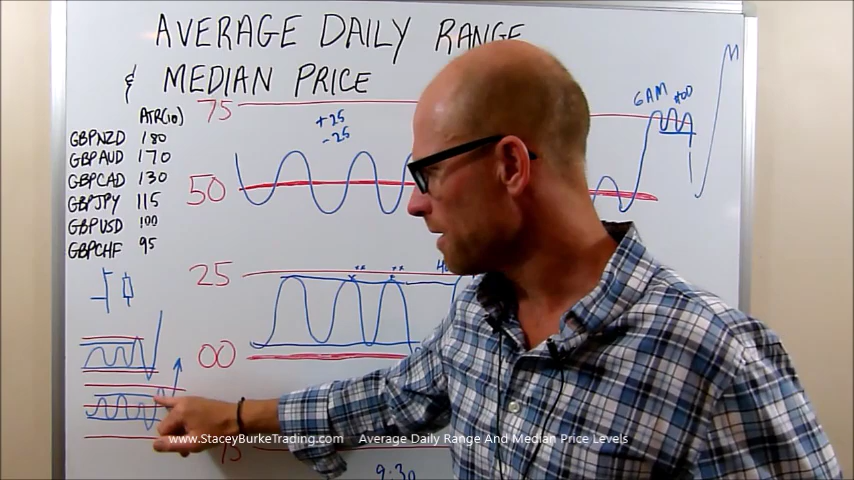 AVERAGE DAILY RANGE
& MEDIAN PRICE
ATR(10)
GBPNZD 180
GBPAUD 170
GBPCAD 130
GBPJPY 115
GBPUSD 100
GBPCHF 95
75
+25
-25
50
25
00
6AM
www.StaceyBurkeTrading.com Average Daily Range And Median Price Levels
75
9:30